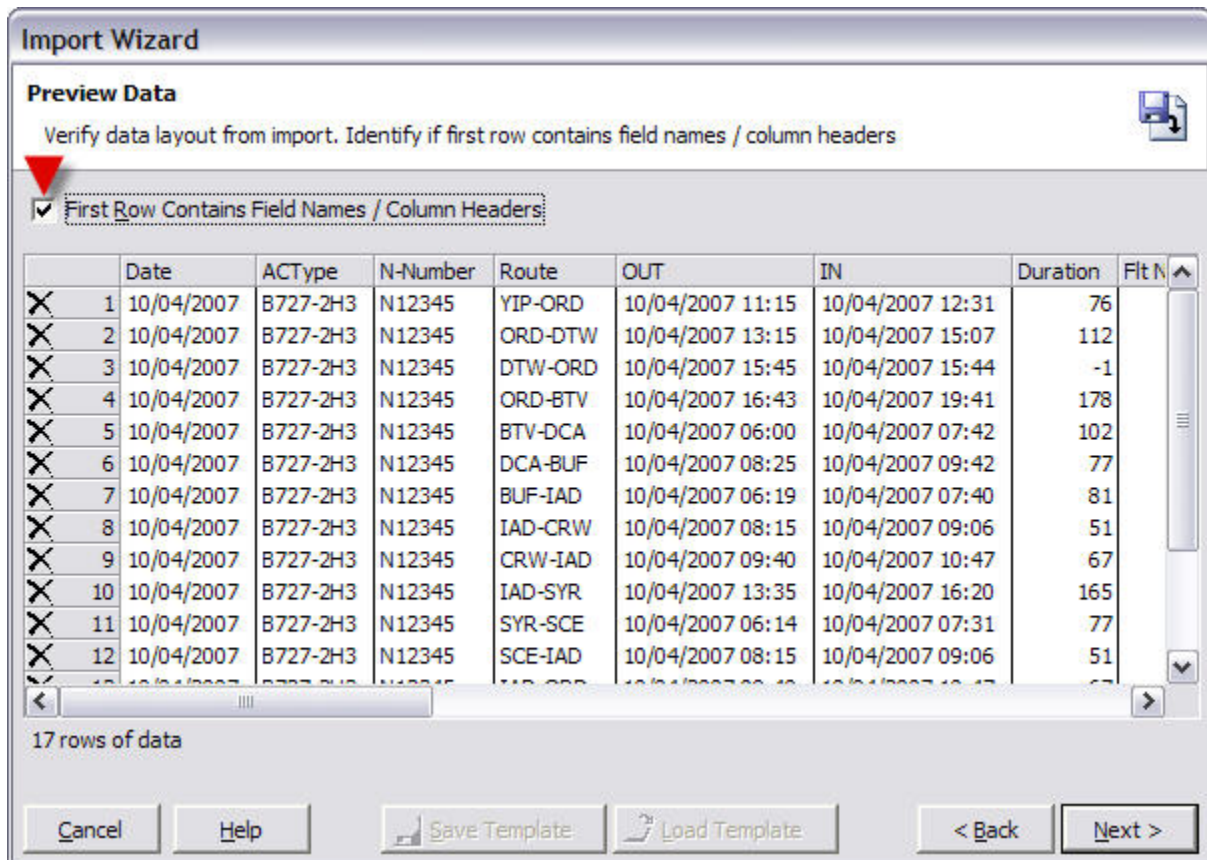 Import Wizard
Preview Data
Verify data layout from import. Identify if first row contains field names / column headers
First Row Contains Field Names / Column Headers
Date ACType N-Number Route OUT IN Duration Flt N
1 10/04/2007 B727-2H3 N12345 YIP-ORD 10/04/2007 11:15 10/04/2007 12:31 76
2 10/04/2007 B727-2H3 N12345 ORD-DTW 10/04/2007 13:15 10/04/2007 15:07 112
3 10/04/2007 B727-2H3 N12345 DTW-ORD 10/04/2007 15:45 10/04/2007 15:44 -1
4 10/04/2007 B727-2H3 N12345 ORD-BTV 10/04/2007 16:43 10/04/2007 19:41 178
5 10/04/2007 B727-2H3 N12345 BTV-DCA 10/04/2007 06:00 10/04/2007 07:42 102
6 10/04/2007 B727-2H3 N12345 DCA-BUF 10/04/2007 08:25 10/04/2007 09:42 77
7 10/04/2007 B727-2H3 N12345 BUF-IAD 10/04/2007 06:19 10/04/2007 07:40 81
8 10/04/2007 B727-2H3 N12345 IAD-CRW 10/04/2007 08:15 10/04/2007 09:06 51
9 10/04/2007 B727-2H3 N12345 CRW-IAD 10/04/2007 09:40 10/04/2007 10:47 67
10 10/04/2007 B727-2H3 N12345 IAD-SYR 10/04/2007 13:35 10/04/2007 16:20 165
11 10/04/2007 B727-2H3 N12345 SYR-SCE 10/04/2007 06:14 10/04/2007 07:31 77
12 10/04/2007 B727-2H3 N12345 SCE-IAD 10/04/2007 08:15 10/04/2007 09:06 51
17 rows of data
Cancel Help Save Template Load Template < Back Next >